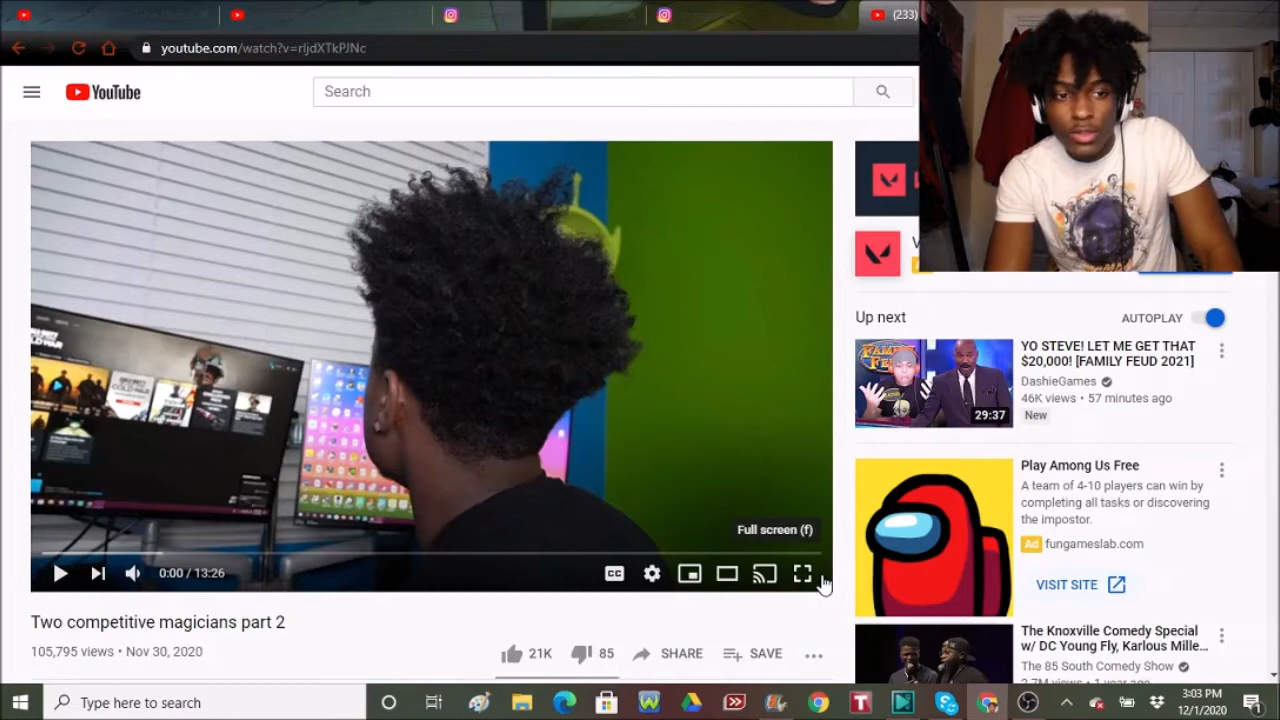 (233)
youtube.com/watch?v=rljdXTkPJNc
YouTube
Search
Full screen (f)
CC
0:00 / 13:26
Two competitive magicians part 2
105,795 views • Nov 30, 2020
21K
85
SHARE
SAVE
Up next
AUTOPLAY
YO STEVE! LET ME GET THAT
$20,000! [FAMILY FEUD 2021]
DashieGames
46K views • 57 minutes ago
New
29:37
Play Among Us Free
A team of 4-10 players can win by
completing all tasks or discovering
the impostor.
Ad fungameslab.com
VISIT SITE
The Knoxville Comedy Special
w/ DC Young Fly, Karlous Mille...
The 85 South Comedy Show
Type here to search
3:03 PM
12/1/2020